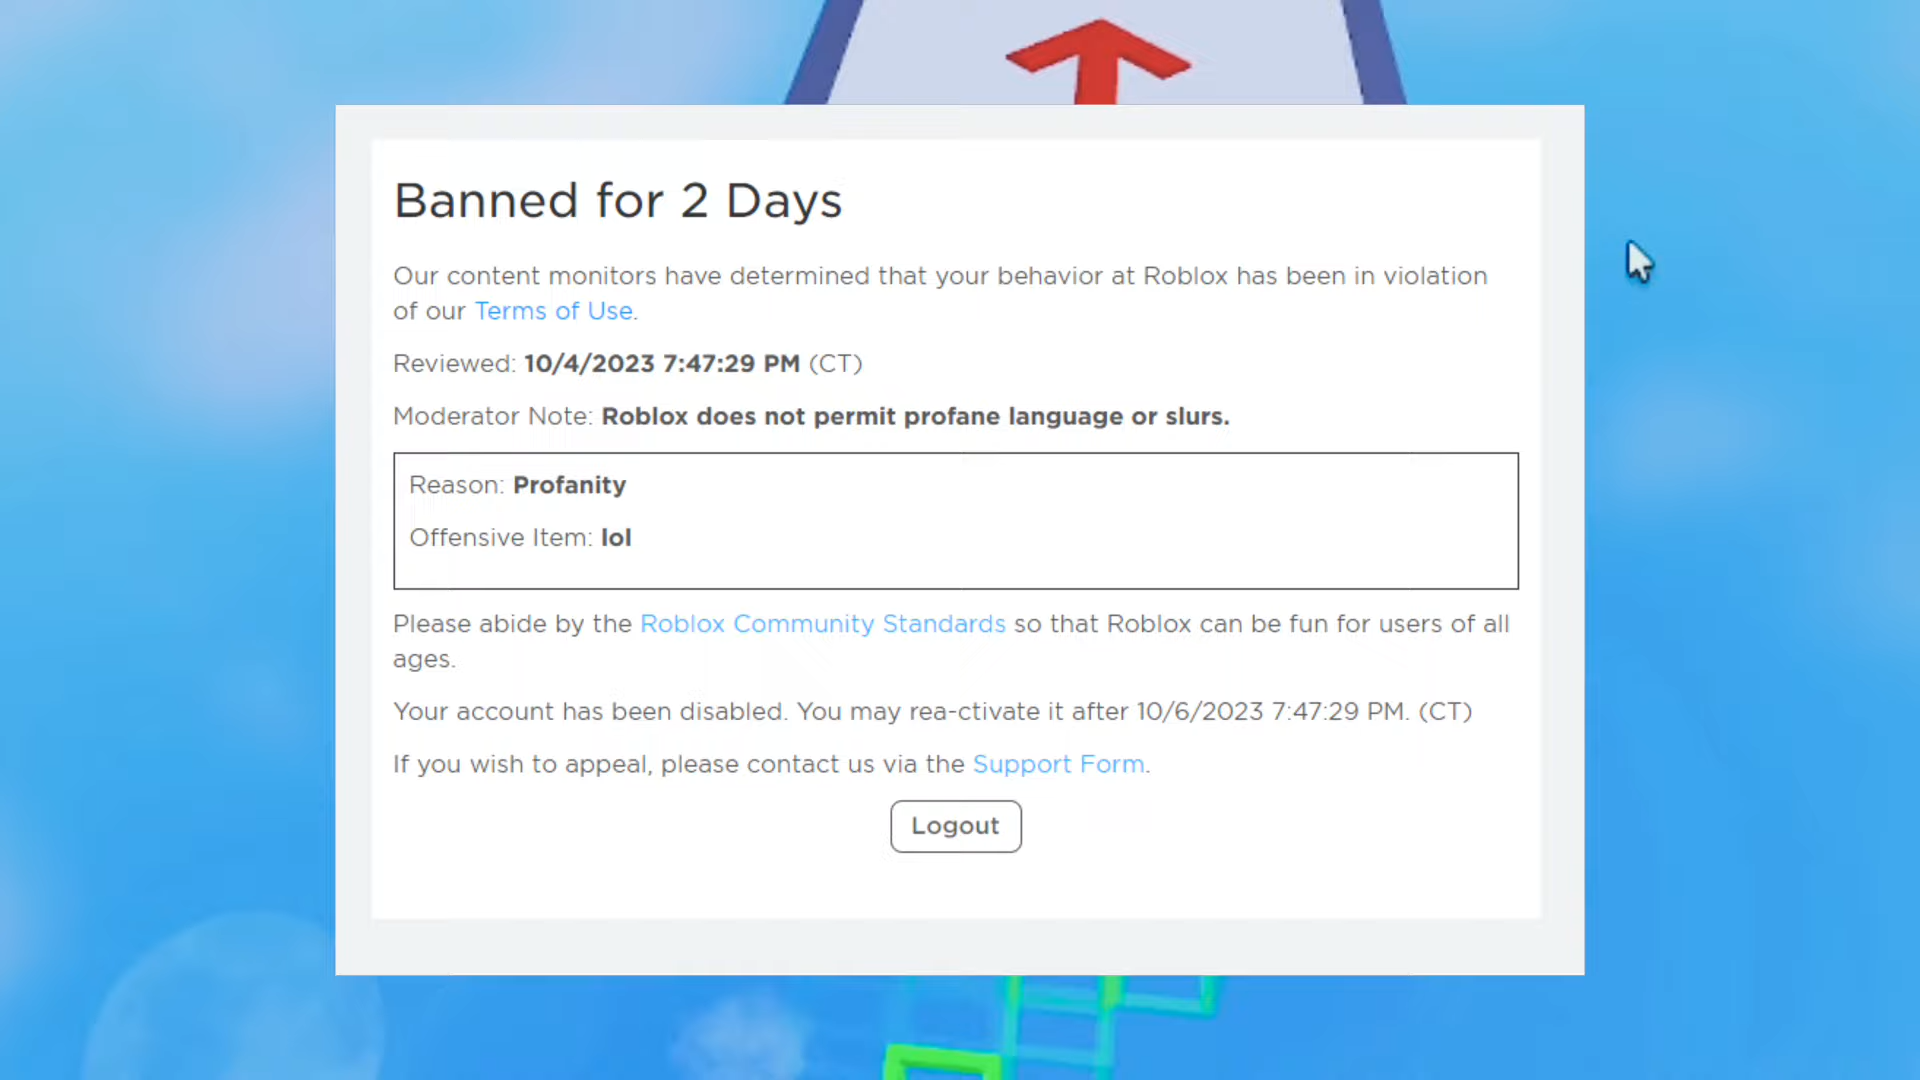 Banned for 2 Days
Our content monitors have determined that your behavior at Roblox has been in violation
of our Terms of Use.
Reviewed: 10/4/2023 7:47:29 PM (CT)
Moderator Note: Roblox does not permit profane language or slurs.
Reason: Profanity
Offensive Item: lol
Please abide by the Roblox Community Standards so that Roblox can be fun for users of all
ages.
Your account has been disabled. You may rea-ctivate it after 10/6/2023 7:47:29 PM. (CT)
If you wish to appeal, please contact us via the Support Form.
Logout